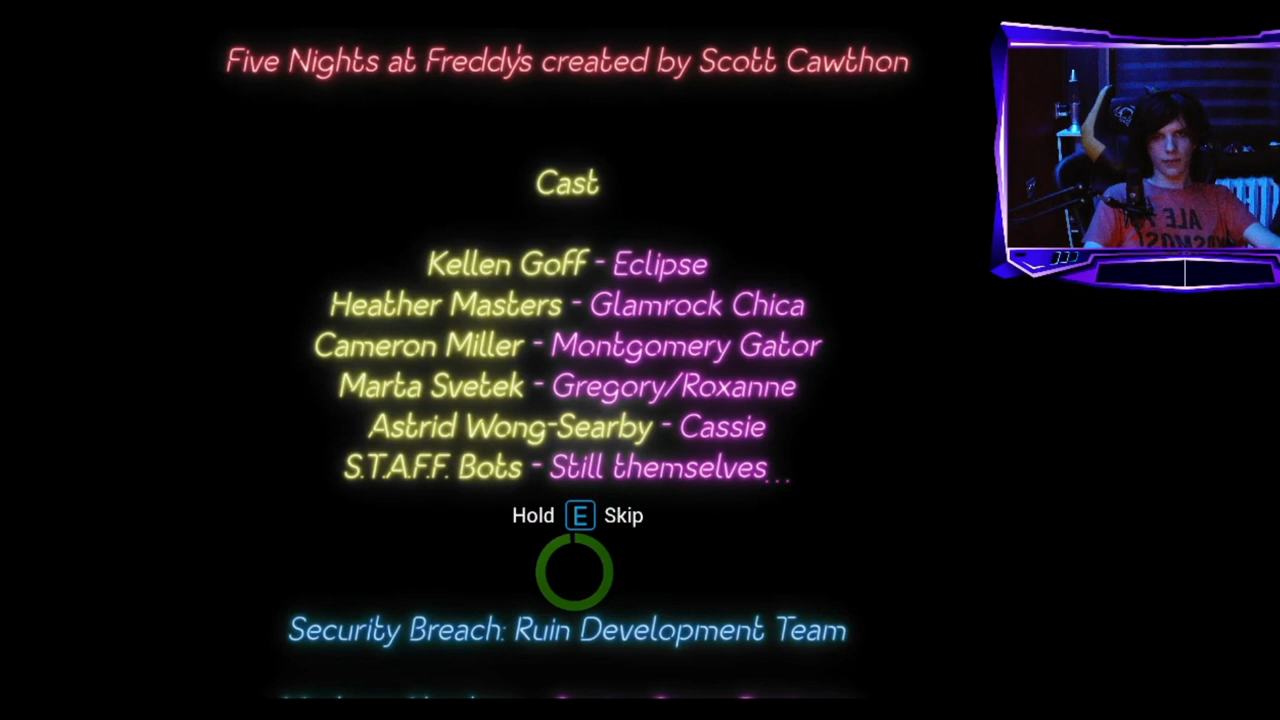 Five Nights at Freddy's created by Scott Cawthon
Cast
Kellen Goff - Eclipse
Heather Masters - Glamrock Chica
Cameron Miller - Montgomery Gator
Marta Svetek - Gregory/Roxanne
Astrid Wong-Searby - Cassie
S.T.A.F.F. Bots - Still themselves...
Hold E Skip
Security Breach: Ruin Development Team
ALE